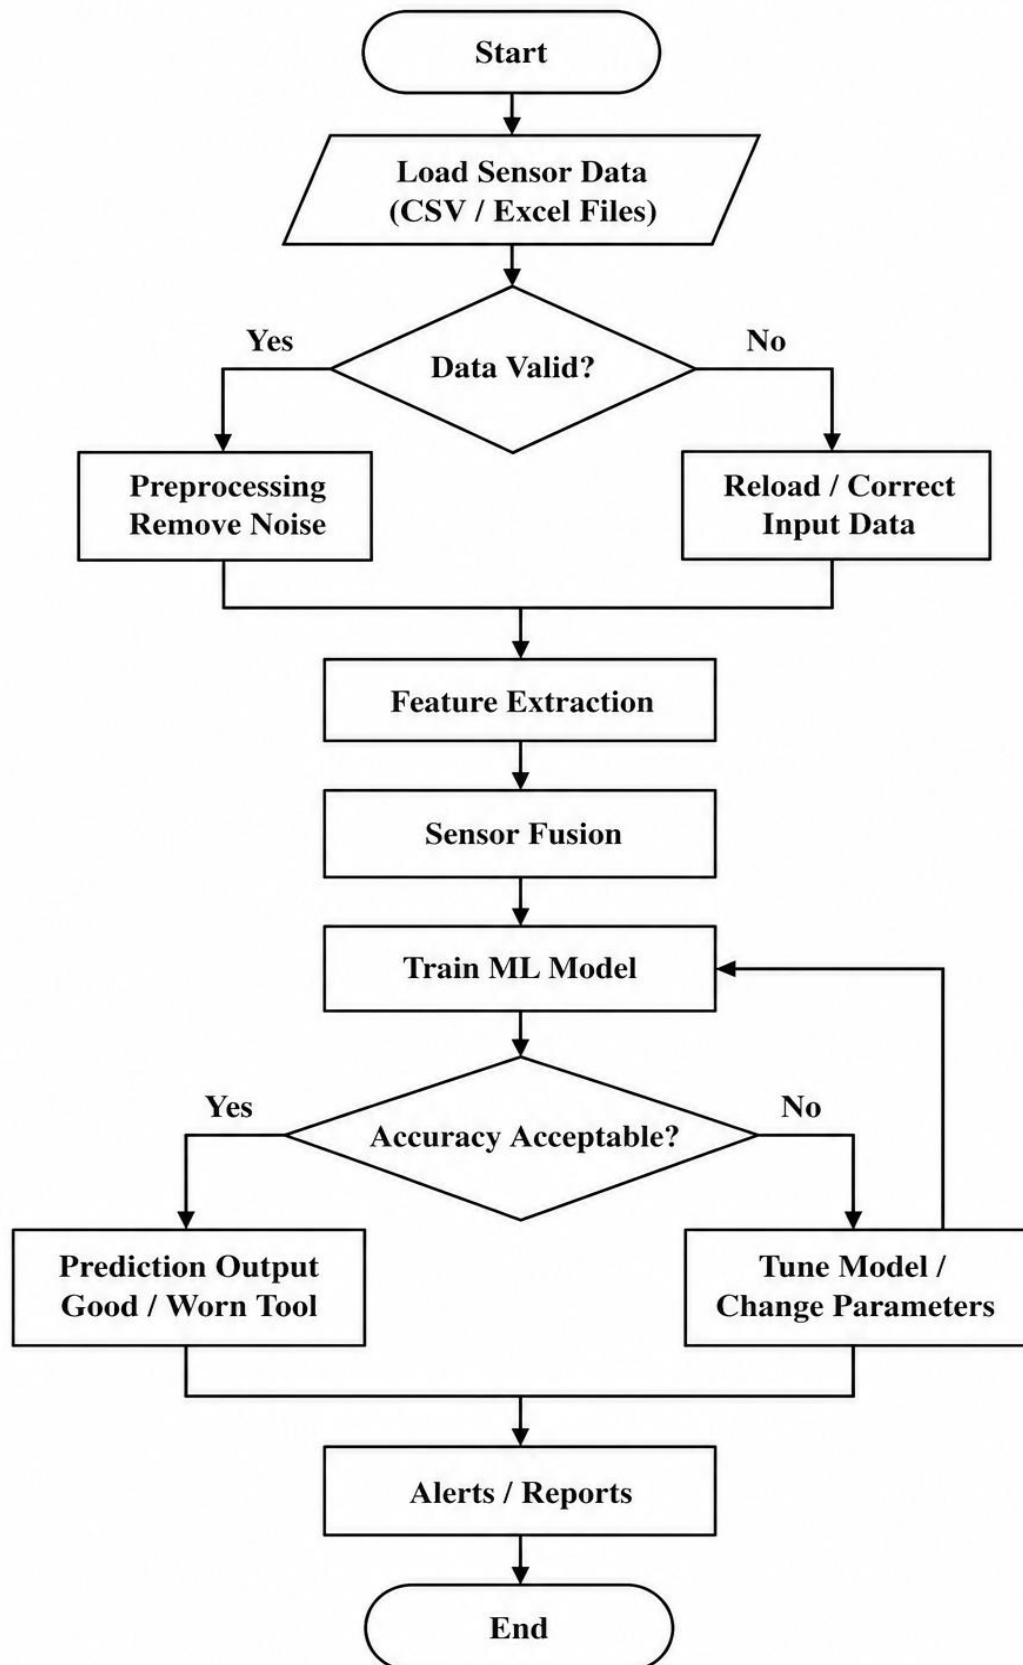 Start
Load Sensor Data
(CSV / Excel Files)
Data Valid?
Yes
No
Preprocessing
Remove Noise
Reload / Correct
Input Data
Feature Extraction
Sensor Fusion
Train ML Model
Accuracy Acceptable?
Yes
No
Prediction Output
Good / Worn Tool
Tune Model /
Change Parameters
Alerts / Reports
End